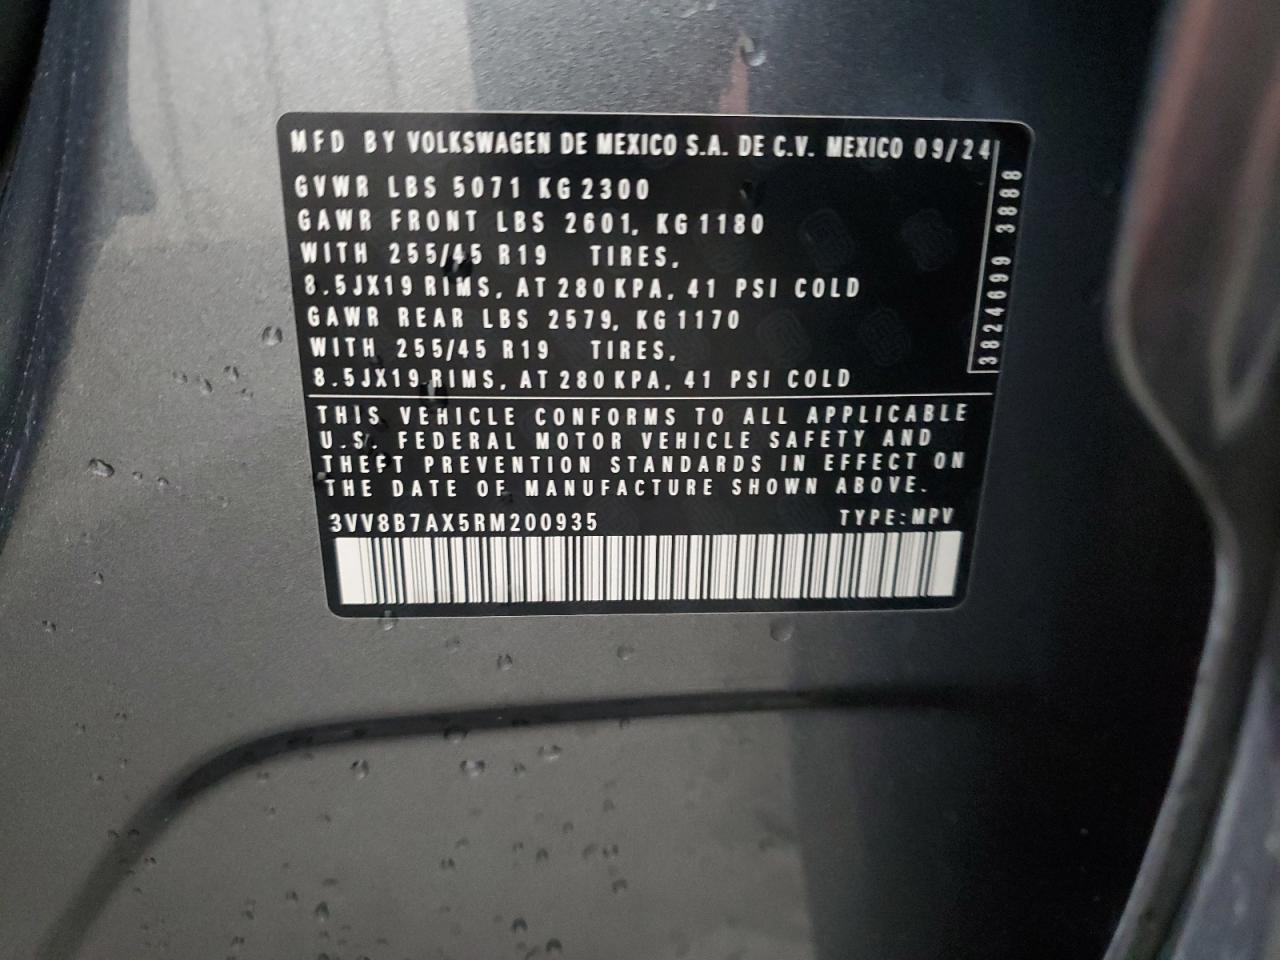 MFD BY VOLKSWAGEN DE MEXICO S.A. DE C.V. MEXICO 09/24
GVWR LBS 5071 KG 2300
GAWR FRONT LBS 2601, KG 1180
WITH 255/45 R19 TIRES,
8.5JX19 RIMS, AT 280 KPA, 41 PSI COLD
GAWR REAR LBS 2579, KG 1170
WITH 255/45 R19 TIRES,
8.5JX19 RIMS, AT 280 KPA, 41 PSI COLD
3824699 3888
THIS VEHICLE CONFORMS TO ALL APPLICABLE
U.S. FEDERAL MOTOR VEHICLE SAFETY AND
THEFT PREVENTION STANDARDS IN EFFECT ON
THE DATE OF MANUFACTURE SHOWN ABOVE.
3VV8B7AX5RM200935 TYPE: MPV